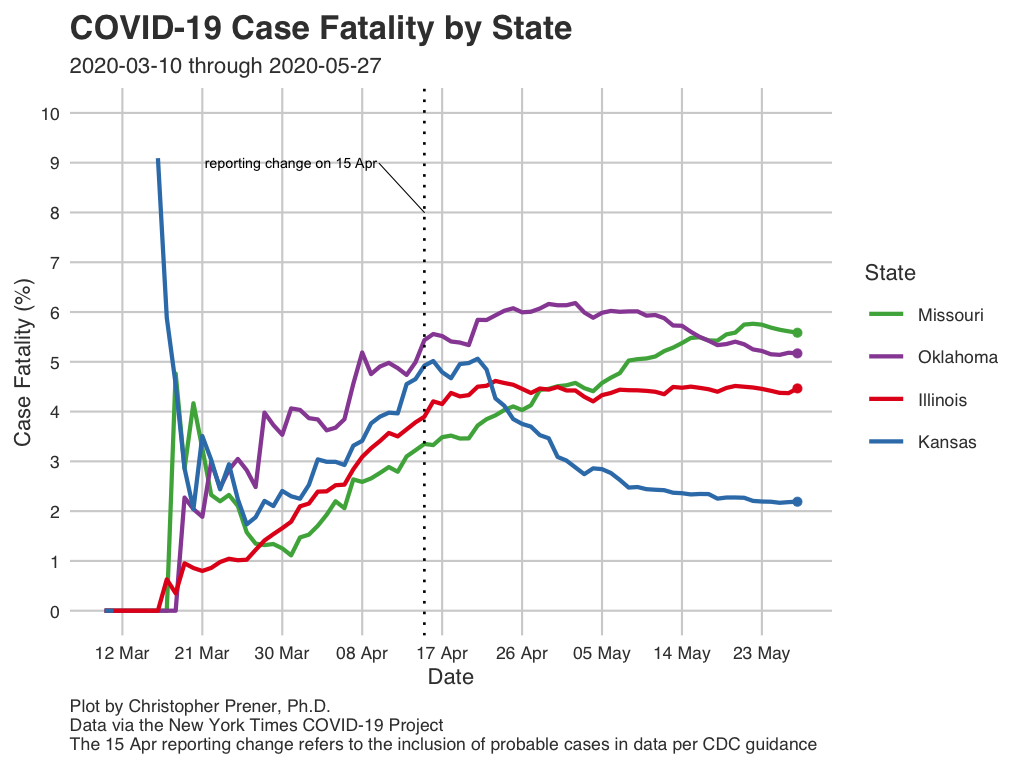 COVID-19 Case Fatality by State
2020-03-10 through 2020-05-27
10
9
8
7
6
5
4
3
2
1
0
Case Fatality (%)
reporting change on 15 Apr
12 Mar 21 Mar 30 Mar 08 Apr 17 Apr 26 Apr 05 May 14 May 23 May
Date
State
Missouri
Oklahoma
Illinois
Kansas
Plot by Christopher Prener, Ph.D.
Data via the New York Times COVID-19 Project
The 15 Apr reporting change refers to the inclusion of probable cases in data per CDC guidance